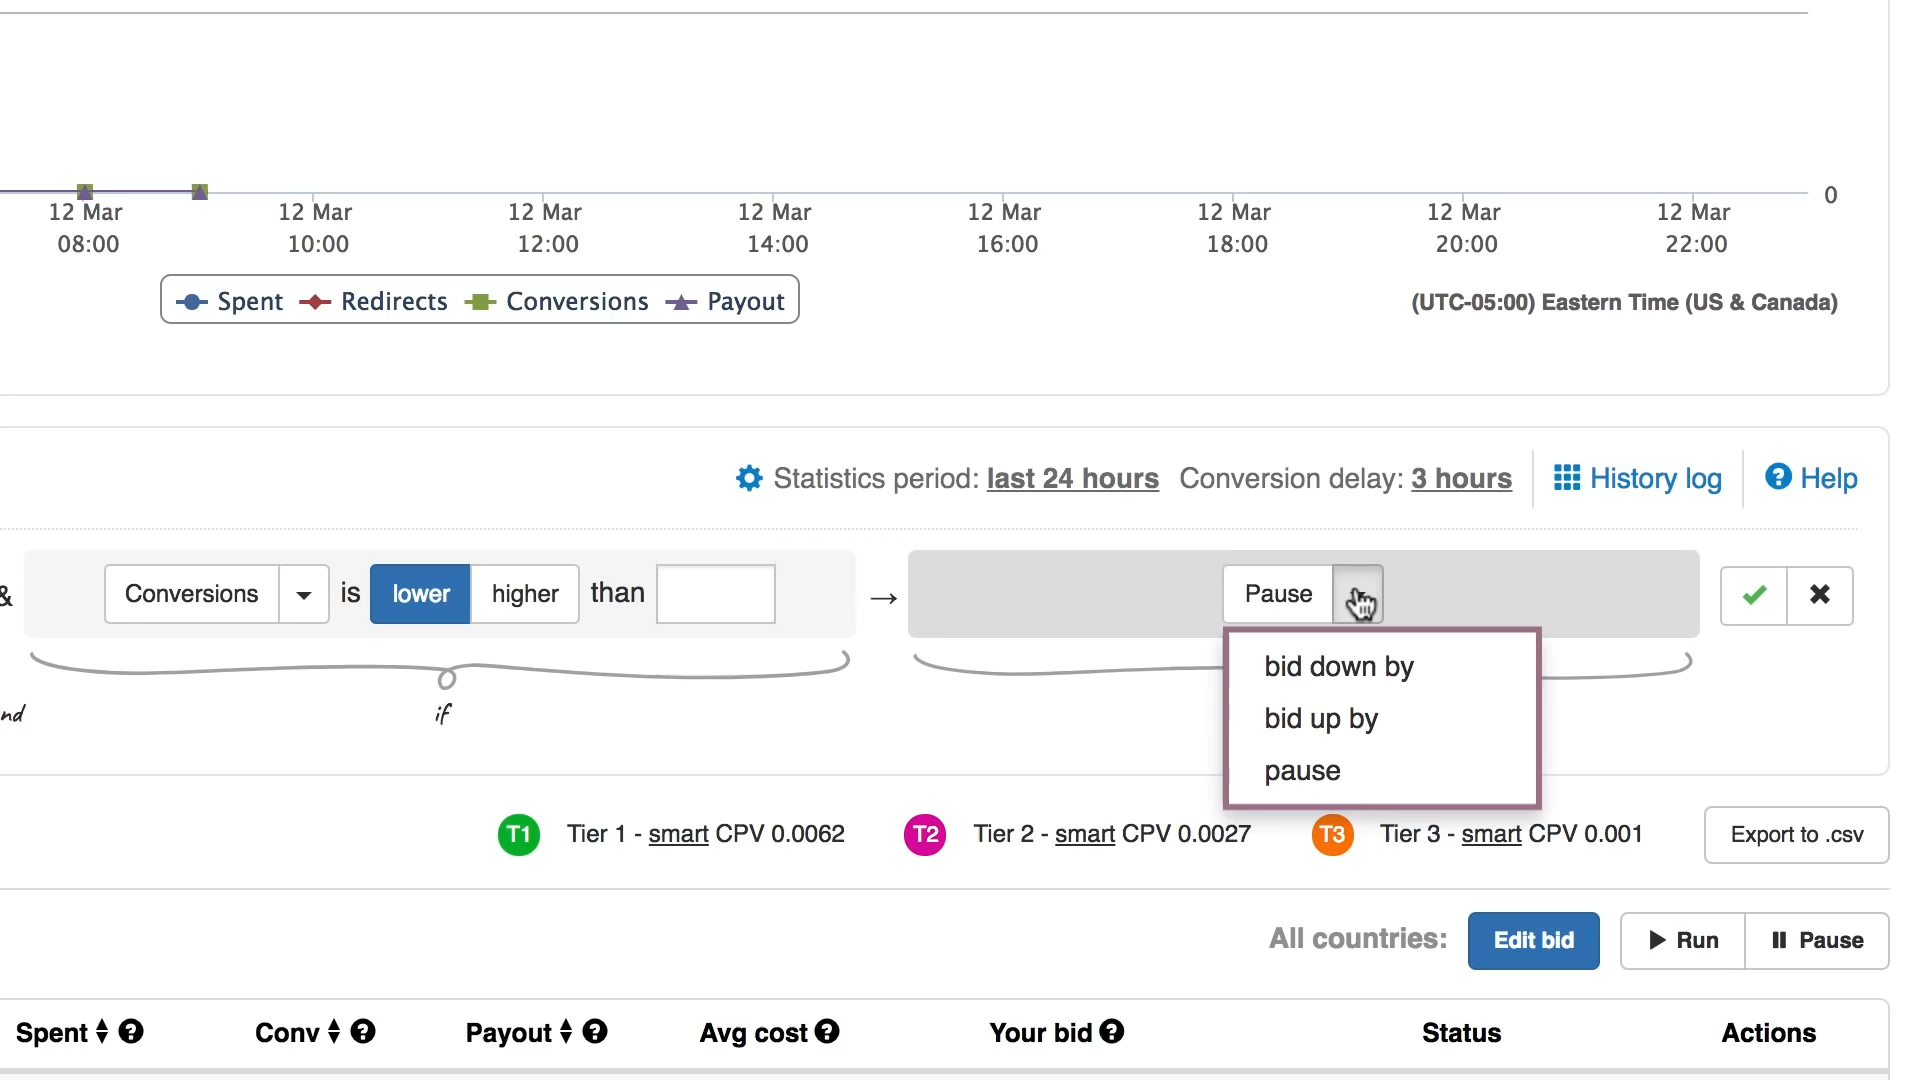 0
12 Mar 12 Mar 12 Mar 12 Mar 12 Mar 12 Mar 12 Mar 12 Mar
08:00 10:00 12:00 14:00 16:00 18:00 20:00 22:00
Spent Redirects Conversions Payout
(UTC-05:00) Eastern Time (US & Canada)
Statistics period: last 24 hours Conversion delay: 3 hours History log ? Help
& Conversions is lower higher than → Pause
bid down by
nd if
bid up by
pause
T1 Tier 1 - smart CPV 0.0062 T2 Tier 2 - smart CPV 0.0027 T3 Tier 3 - smart CPV 0.001 Export to .csv
All countries: Edit bid Run Pause
Spent ? Conv ? Payout ? Avg cost ? Your bid ? Status Actions